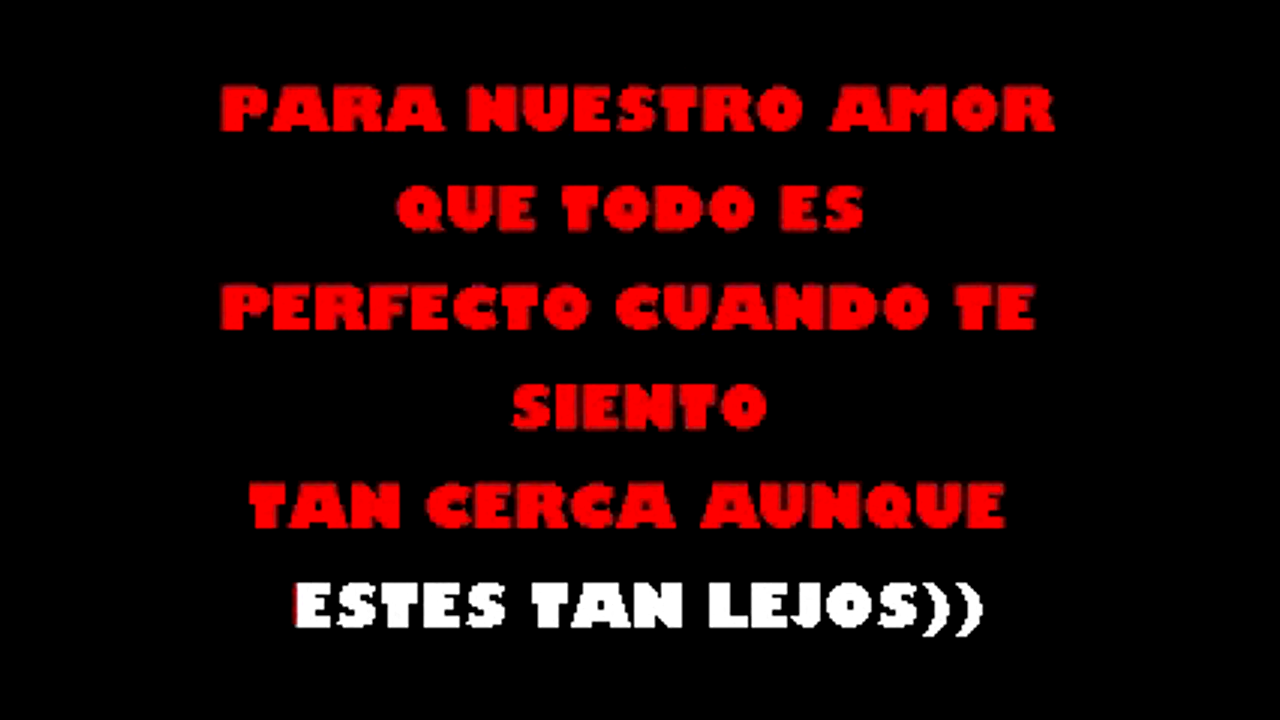 PARA NUESTRO AMOR
QUE TODO ES
PERFECTO CUANDO TE
SIENTO
TAN CERCA AUNQUE
ESTES TAN LEJOS))